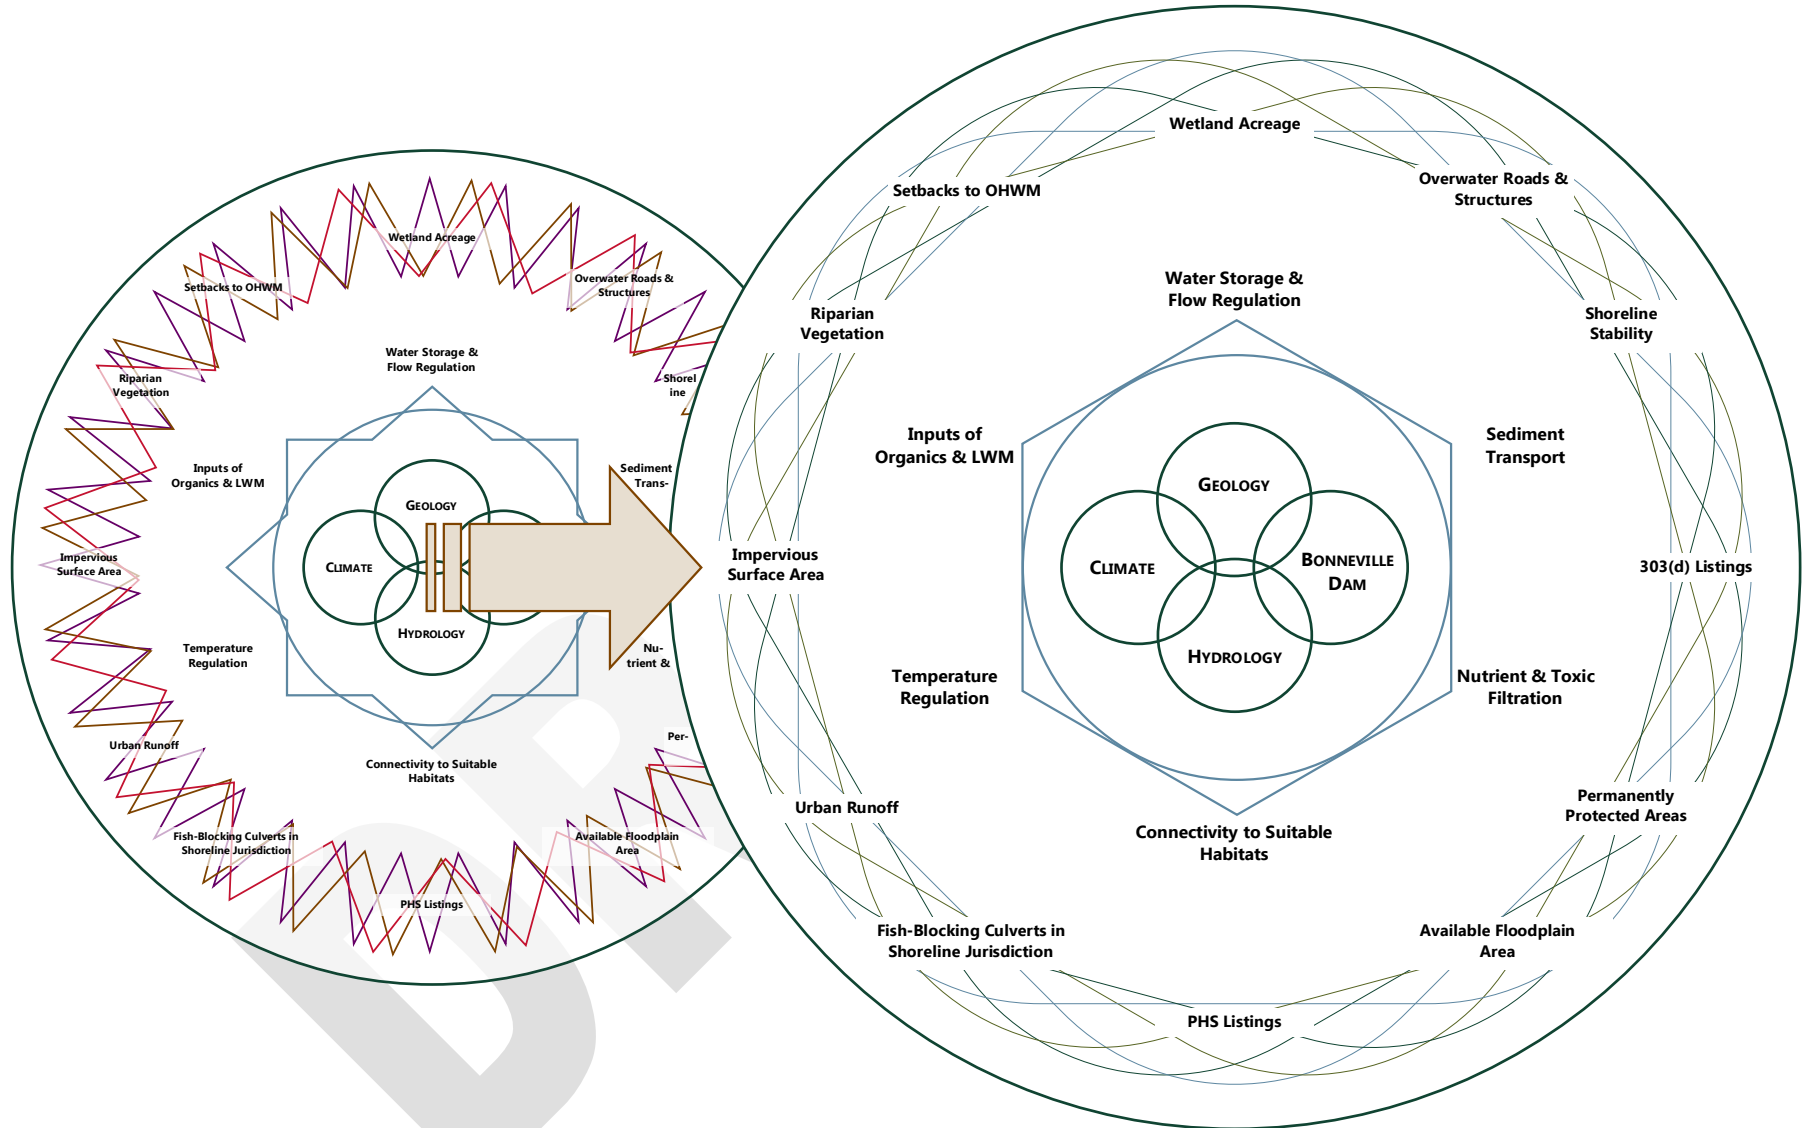 Wetland Acreage
Overwater Roads &
Structures
Setbacks to OHWM
Shorel
ine
Riparian
Vegetation
Water Storage &
Flow Regulation
Inputs of
Organics & LWM
Sediment
Trans-
GEOLOGY
CLIMATE
HYDROLOGY
Impervious
Surface Area
Temperature
Regulation
Nu-
trient &
Connectivity to Suitable
Habitats
Urban Runoff
Per-
Fish-Blocking Culverts in
Shoreline Jurisdiction
Available Floodplain
Area
PHS Listings
Wetland Acreage
Setbacks to OHWM
Overwater Roads &
Structures
Riparian
Vegetation
Shoreline
Stability
Water Storage &
Flow Regulation
Inputs of
Organics & LWM
Sediment
Transport
GEOLOGY
CLIMATE
BONNEVILLE
DAM
HYDROLOGY
Impervious
Surface Area
303(d) Listings
Temperature
Regulation
Nutrient & Toxic
Filtration
Connectivity to Suitable
Habitats
Urban Runoff
Permanently
Protected Areas
Fish-Blocking Culverts in
Shoreline Jurisdiction
Available Floodplain
Area
PHS Listings